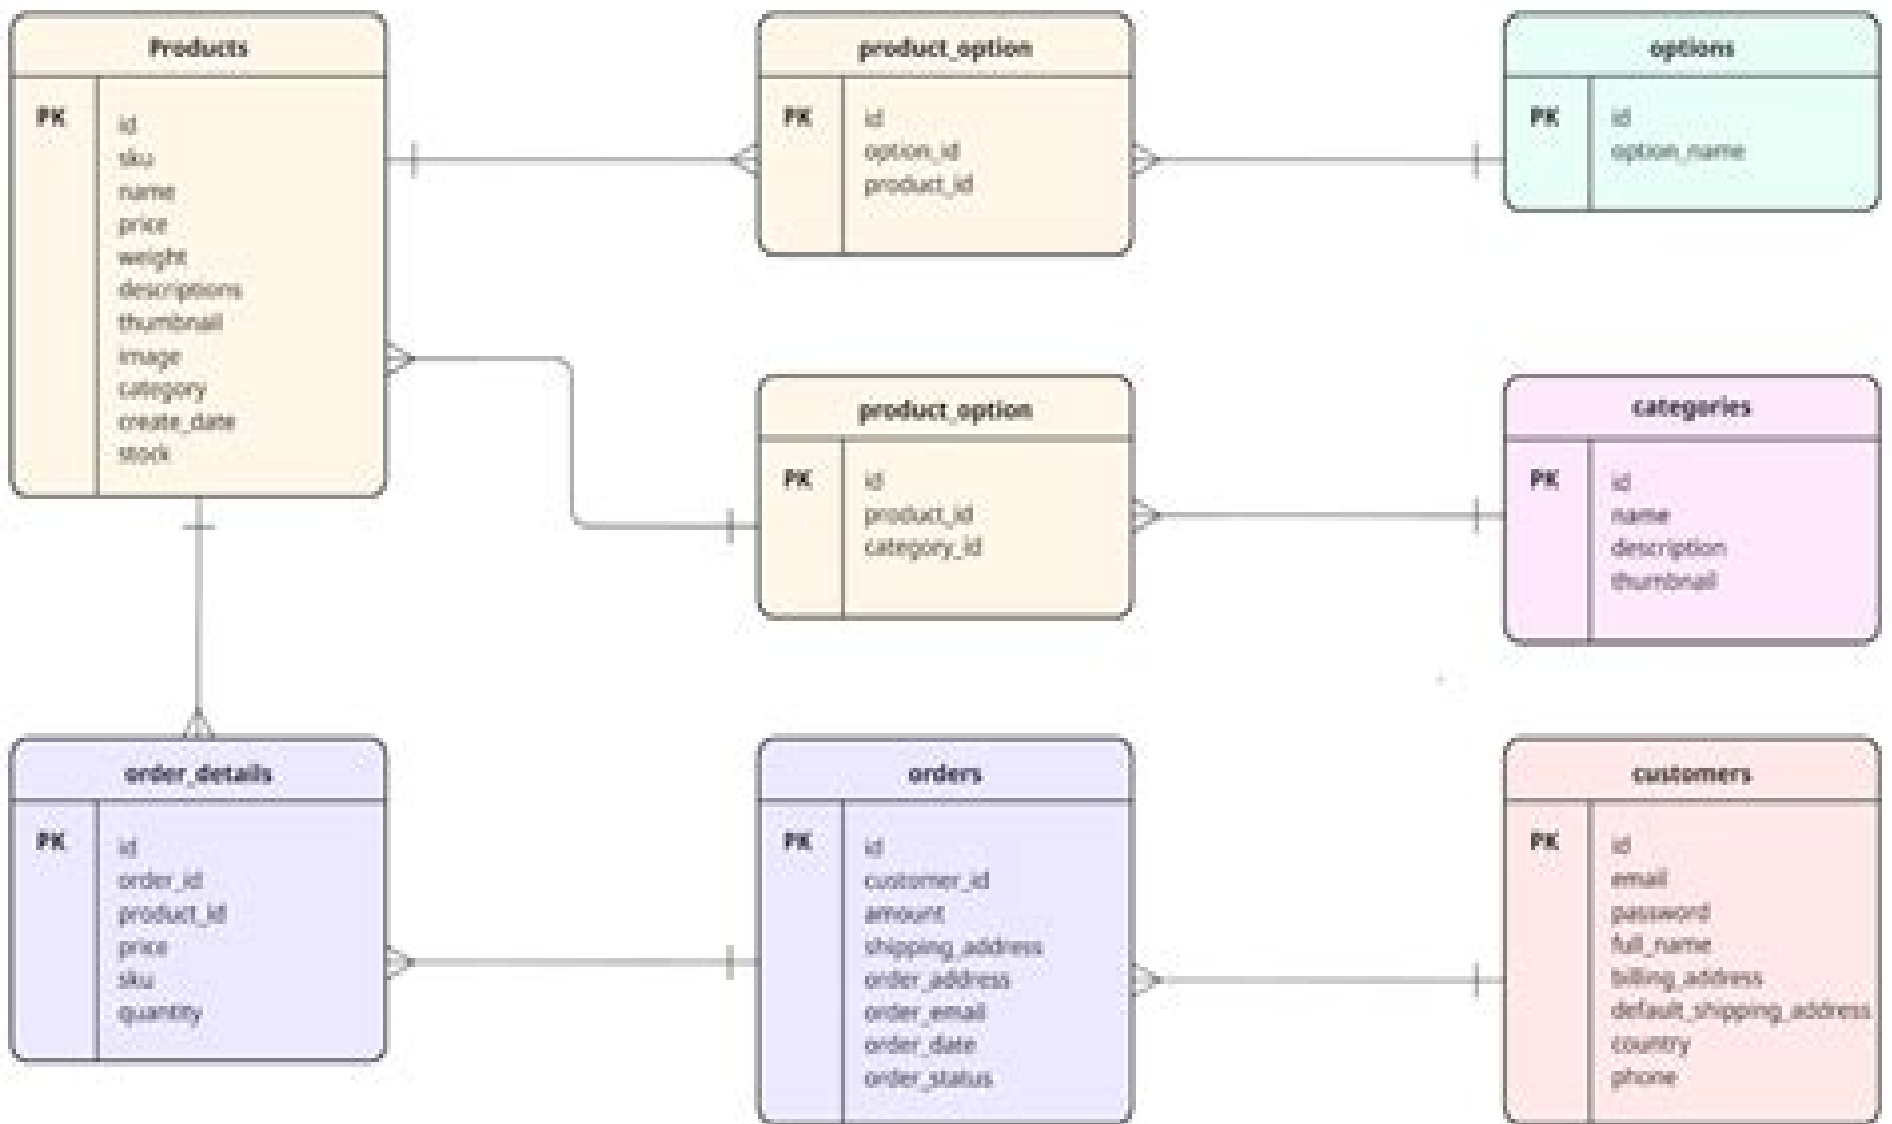 Products
PK
id
sku
name
price
weight
descriptions
thumbnail
image
category
create_date
stock
product_option
PK
id
option_id
product_id
options
PK
id
option_name
product_option
PK
id
product_id
category_id
categories
PK
id
name
description
thumbnail
order_details
PK
id
order_id
product_id
price
sku
quantity
orders
PK
id
customer_id
amount
shipping_address
order_address
order_email
order_date
order_status
customers
PK
id
email
password
full_name
billing_address
default_shipping_address
country
phone